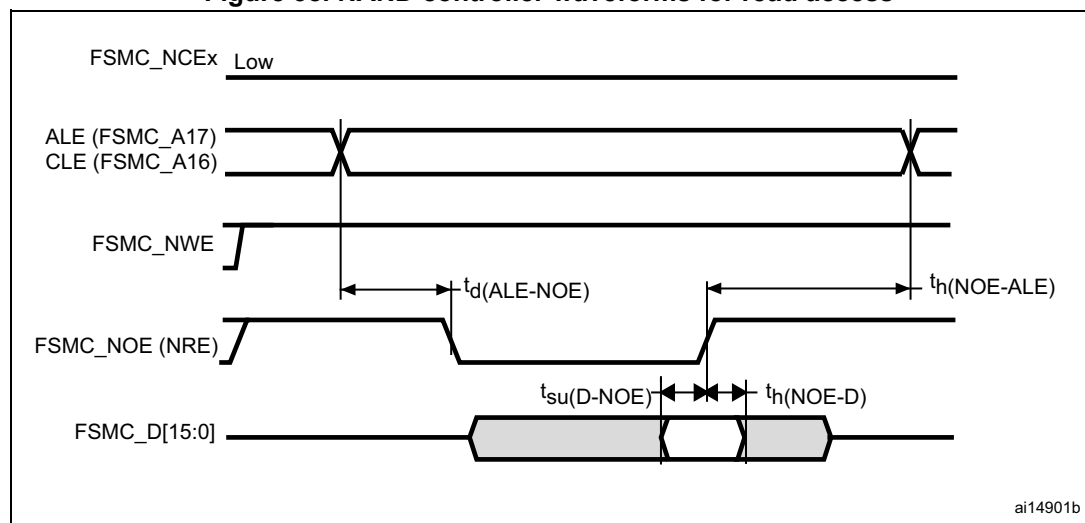 FSMC_NCEx Low
ALE (FSMC_A17)
CLE (FSMC_A16)
FSMC_NWE
td(ALE-NOE)
th(NOE-ALE)
FSMC_NOE (NRE)
tsu(D-NOE)
th(NOE-D)
FSMC_D[15:0]
ai14901b